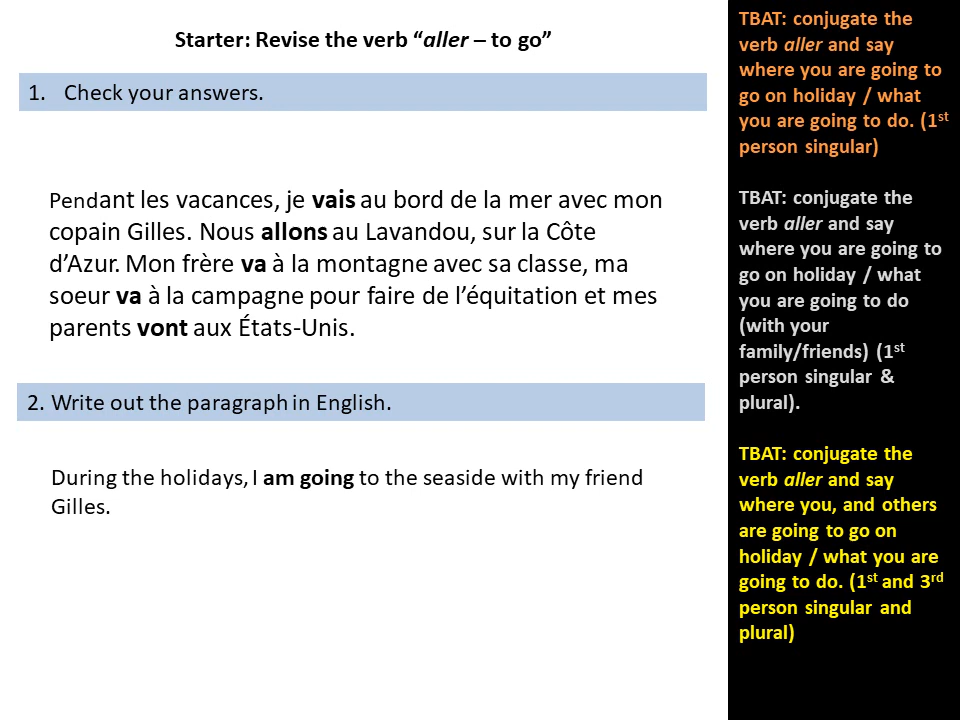 Starter: Revise the verb “aller – to go”
1. Check your answers.
Pendant les vacances, je vais au bord de la mer avec mon
copain Gilles. Nous allons au Lavandou, sur la Côte
d’Azur. Mon frère va à la montagne avec sa classe, ma
soeur va à la campagne pour faire de l’équitation et mes
parents vont aux États-Unis.
2. Write out the paragraph in English.
During the holidays, I am going to the seaside with my friend
Gilles.
TBAT: conjugate the
verb aller and say
where you are going to
go on holiday / what
you are going to do. (1st
person singular)
TBAT: conjugate the
verb aller and say
where you are going to
go on holiday / what
you are going to do
(with your
family/friends) (1st
person singular &
plural).
TBAT: conjugate the
verb aller and say
where you, and others
are going to go on
holiday / what you are
going to do. (1st and 3rd
person singular and
plural)